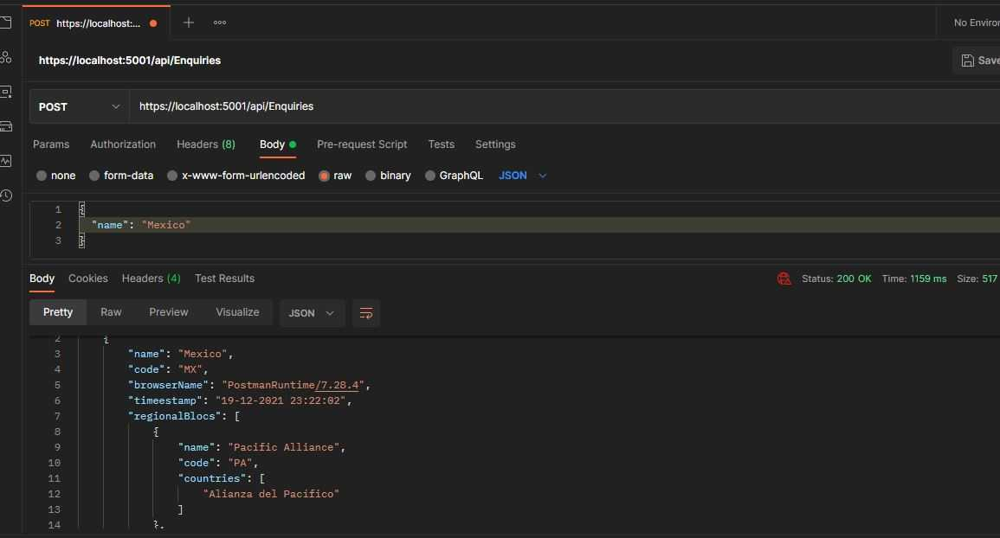 POST https://localhost:...
No Environ
https://localhost:5001/api/Enquiries
Save
POST https://localhost:5001/api/Enquiries
Params Authorization Headers (8) Body Pre-request Script Tests Settings
none form-data x-www-form-urlencoded raw binary GraphQL JSON
1 {
2 "name": "Mexico"
3 }
Body Cookies Headers (4) Test Results Status: 200 OK Time: 1159 ms Size: 517
Pretty Raw Preview Visualize JSON
2 {
3 "name": "Mexico",
4 "code": "MX",
5 "browserName": "PostmanRuntime/7.28.4",
6 "timeestamp": "19-12-2021 23:22:02",
7 "regionalBlocs": [
8 {
9 "name": "Pacific Alliance",
10 "code": "PA",
11 "countries": [
12 "Alianza del Pacifico"
13 ]
14 },